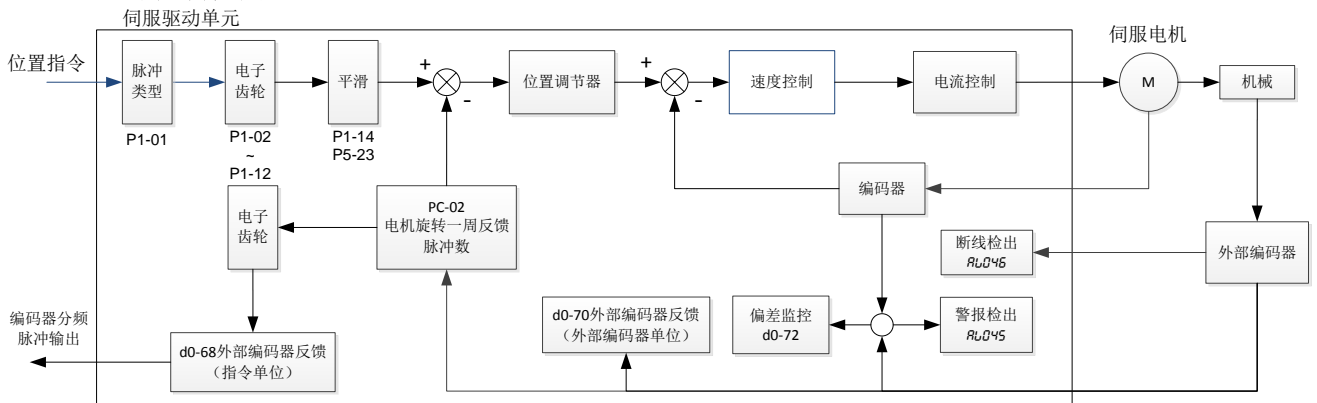 伺服驱动单元
伺服电机
位置指令
脉冲
类型
P1-01
电子
齿轮
P1-02
~
P1-12
平滑
P1-14
P5-23
+
-
位置调节器
+
-
速度控制
电流控制
M
机械
电子
齿轮
PC-02
电机旋转一周反馈
脉冲数
编码器
断线检出
AL046
外部编码器
编码器分频
脉冲输出
d0-68外部编码器反馈
(指令单位)
d0-70外部编码器反馈
(外部编码器单位)
偏差监控
d0-72
警报检出
AL045